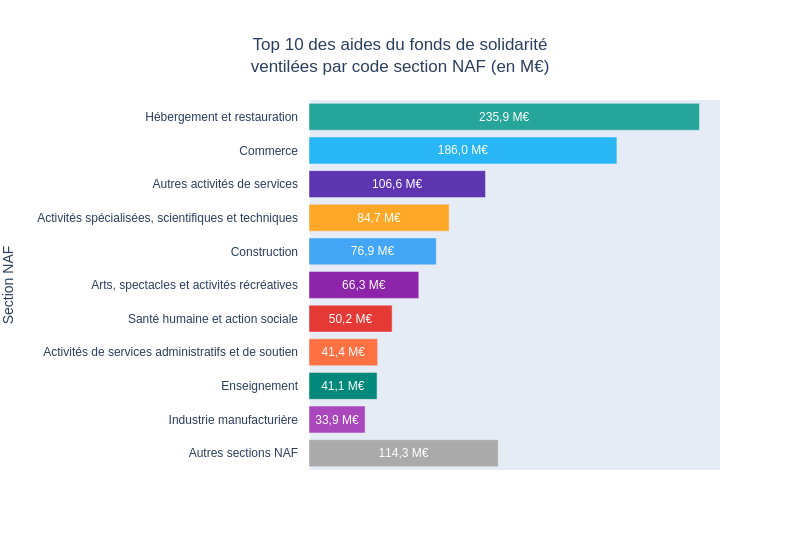 Top 10 des aides du fonds de solidarité
ventilées par code section NAF (en M€)
Section NAF
Hébergement et restauration 235,9 M€
Commerce 186,0 M€
Autres activités de services 106,6 M€
Activités spécialisées, scientifiques et techniques 84,7 M€
Construction 76,9 M€
Arts, spectacles et activités récréatives 66,3 M€
Santé humaine et action sociale 50,2 M€
Activités de services administratifs et de soutien 41,4 M€
Enseignement 41,1 M€
Industrie manufacturière 33,9 M€
Autres sections NAF 114,3 M€